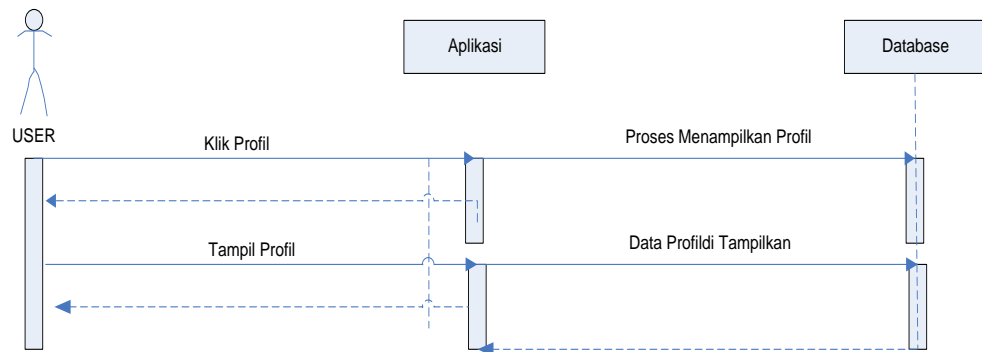 Aplikasi
Database
USER
Klik Profil
Proses Menampilkan Profil
Tampil Profil
Data Profildi Tampilkan